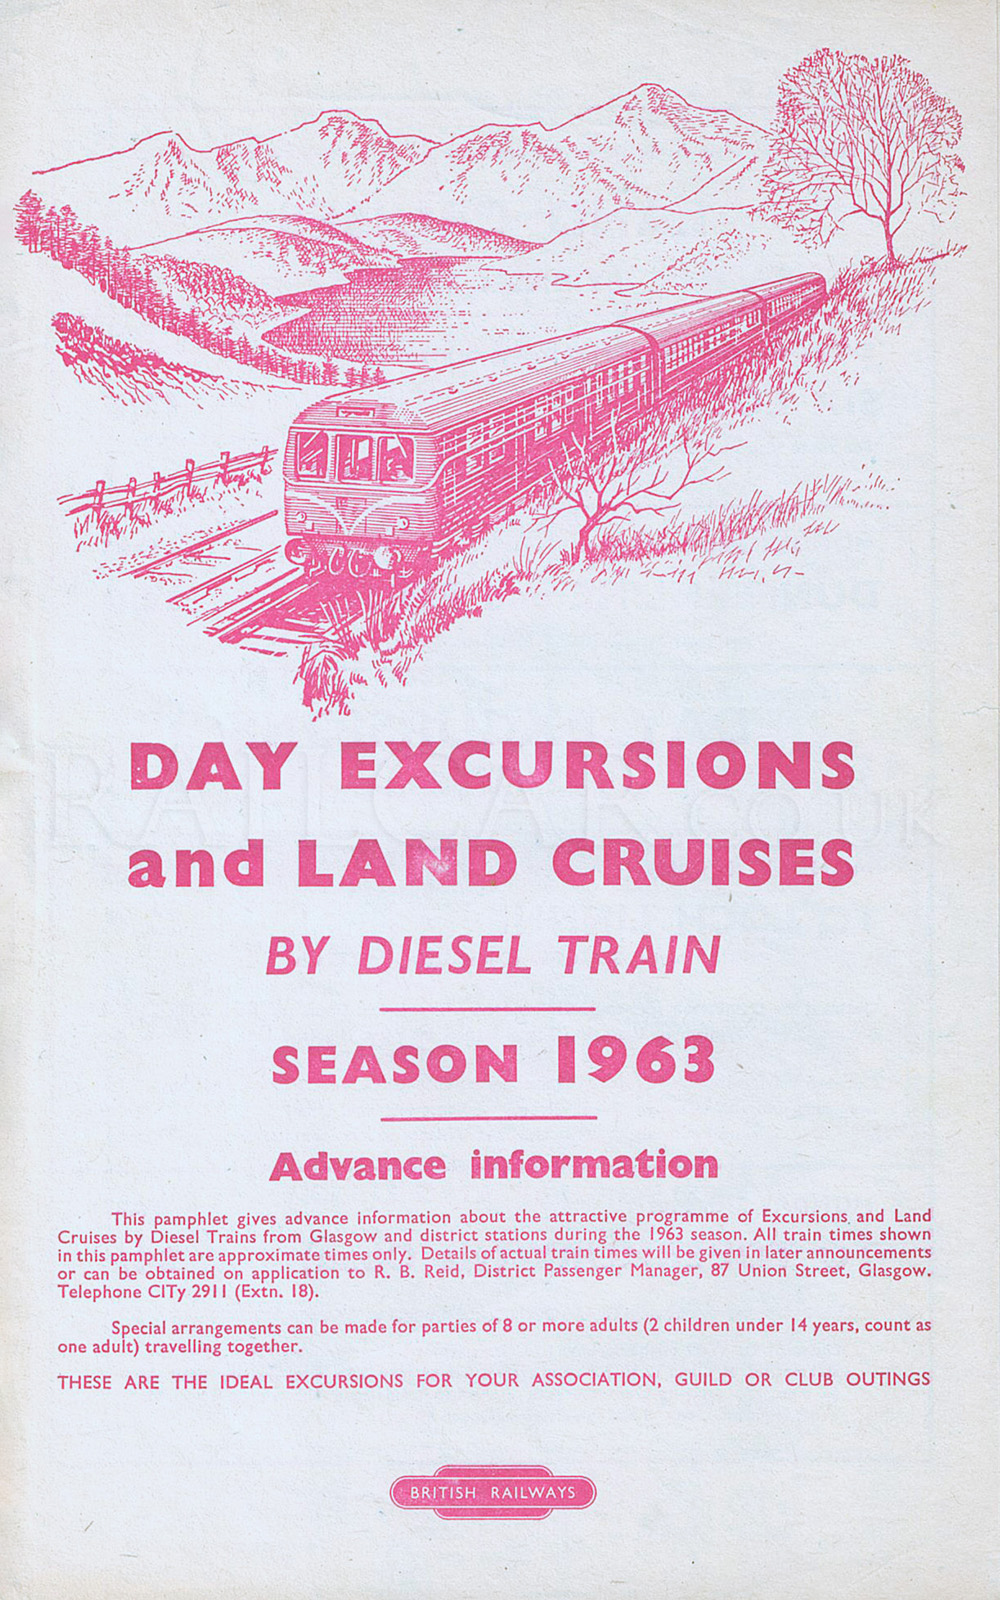 DAY EXCURSIONS
and LAND CRUISES
BY DIESEL TRAIN
SEASON 1963
Advance information
This pamphlet gives advance information about the attractive programme of Excursions and Land
Cruises by Diesel Trains from Glasgow and district stations during the 1963 season. All train times shown
in this pamphlet are approximate times only. Details of actual train times will be given in later announcements
or can be obtained on application to R. B. Reid, District Passenger Manager, 87 Union Street, Glasgow.
Telephone CITy 2911 (Extn. 18).
Special arrangements can be made for parties of 8 or more adults (2 children under 14 years, count as
one adult) travelling together.
THESE ARE THE IDEAL EXCURSIONS FOR YOUR ASSOCIATION, GUILD OR CLUB OUTINGS
BRITISH RAILWAYS
RAILCAR.CO.UK